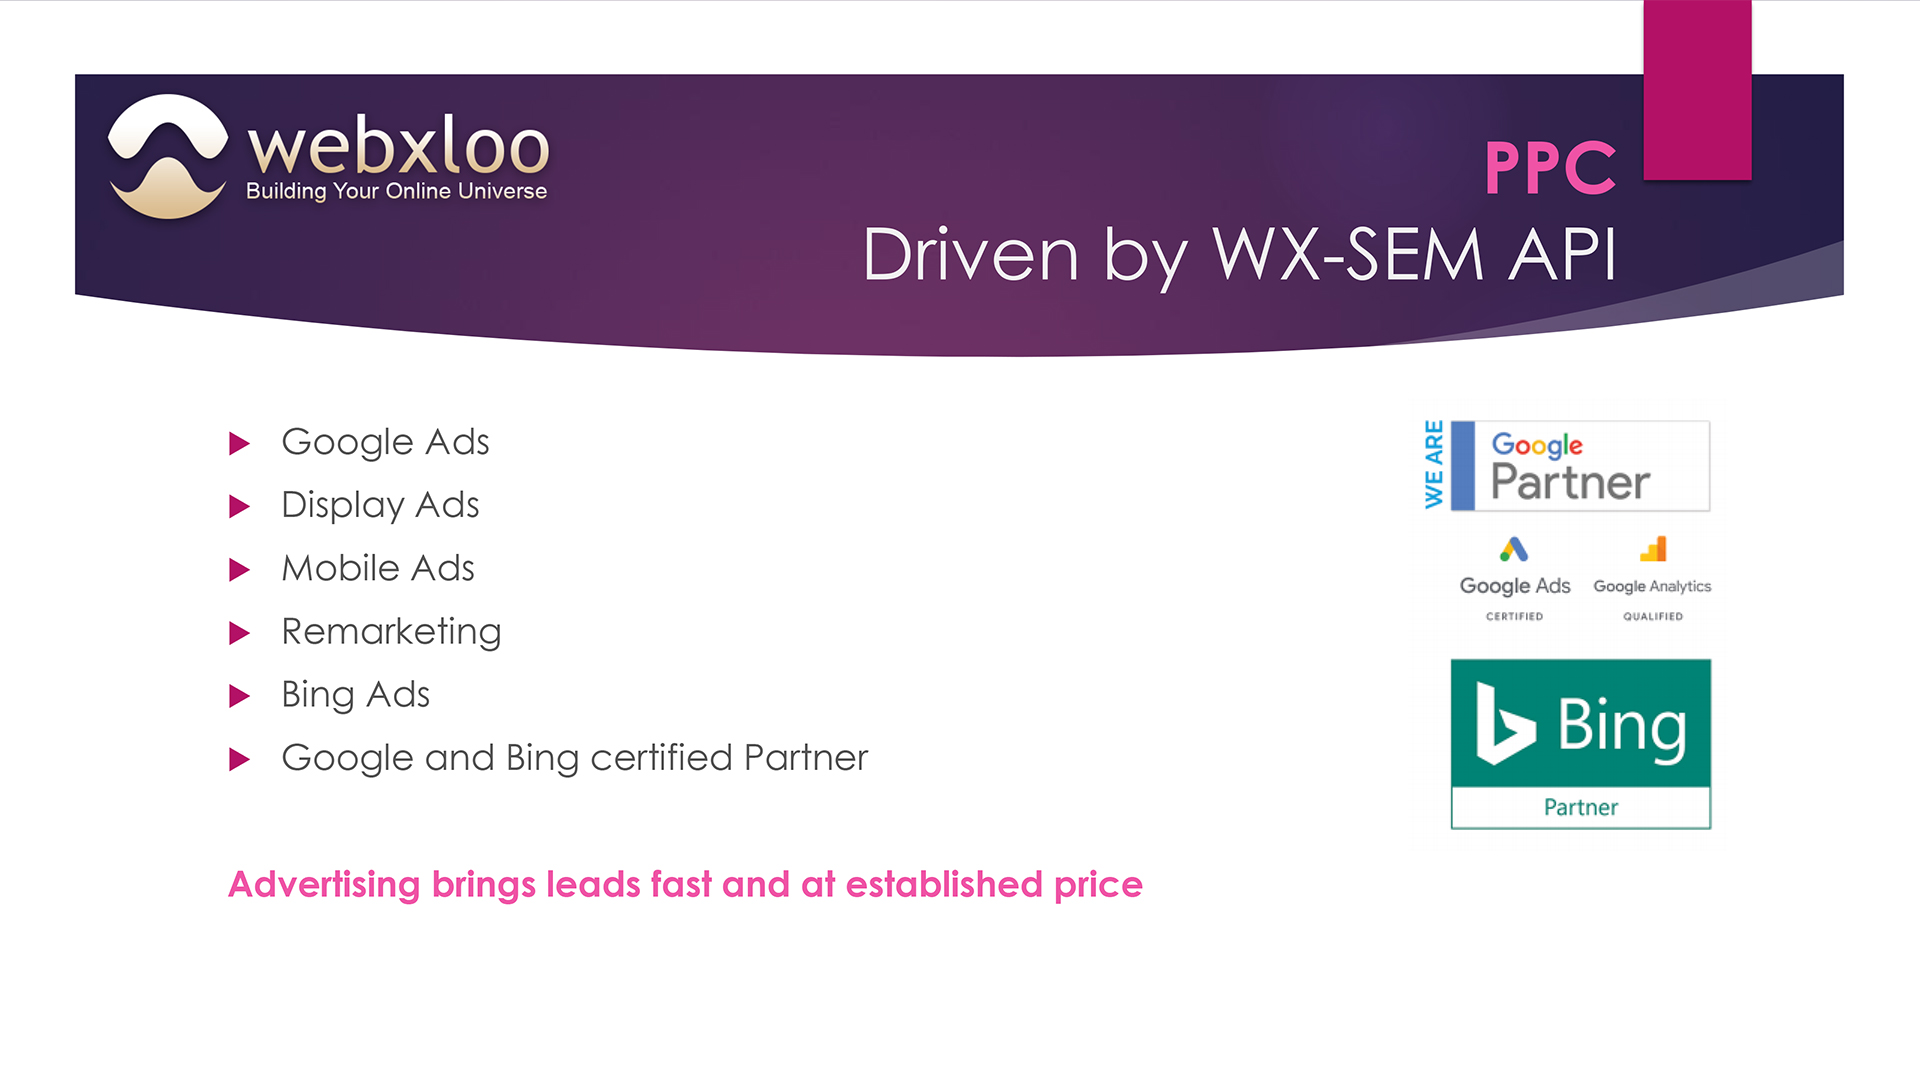 webxloo
Building Your Online Universe
PPC
Driven by WX-SEM API
Google Ads
Display Ads
Mobile Ads
Remarketing
Bing Ads
Google and Bing certified Partner
Advertising brings leads fast and at established price
WE ARE
Google
Partner
Google Ads
CERTIFIED
Google Analytics
QUALIFIED
Bing
Partner